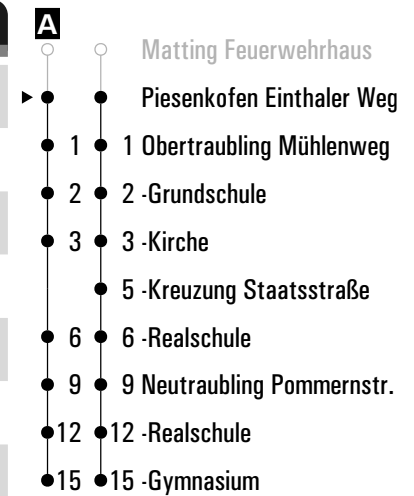 A
Matting Feuerwehrhaus
Piesenkofen Einthaler Weg
1 1 Obertraubling Mühlenweg
2 2 -Grundschule
3 3 -Kirche
5 -Kreuzung Staatsstraße
6 6 -Realschule
9 9 Neutraubling Pommernstr.
12 12 -Realschule
15 15 -Gymnasium